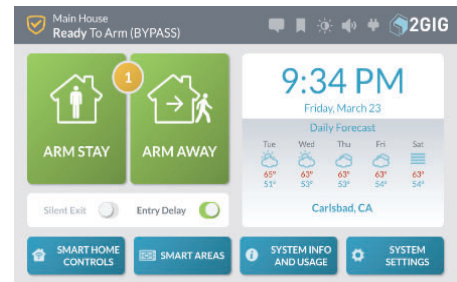 Main House
Ready To Arm (BYPASS)
2GIG
1
ARM STAY
ARM AWAY
Silent Exit
Entry Delay
9:34 PM
Friday, March 23
Daily Forecast
Tue Wed Thu Fri Sat
65° 63° 63° 63° 63°
51° 53° 53° 54° 54°
Carlsbad, CA
SMART HOME
CONTROLS
SMART AREAS
SYSTEM INFO
AND USAGE
SYSTEM
SETTINGS